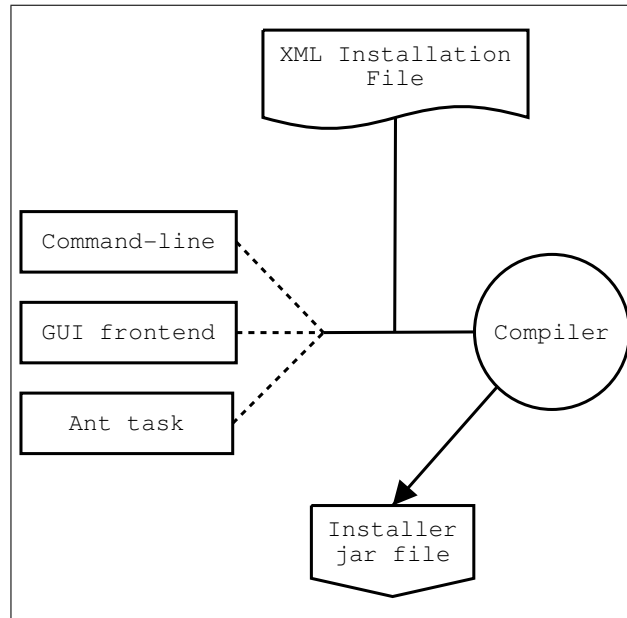 XML Installation
File
Command-line
GUI frontend
Compiler
Ant task
Installer
jar file